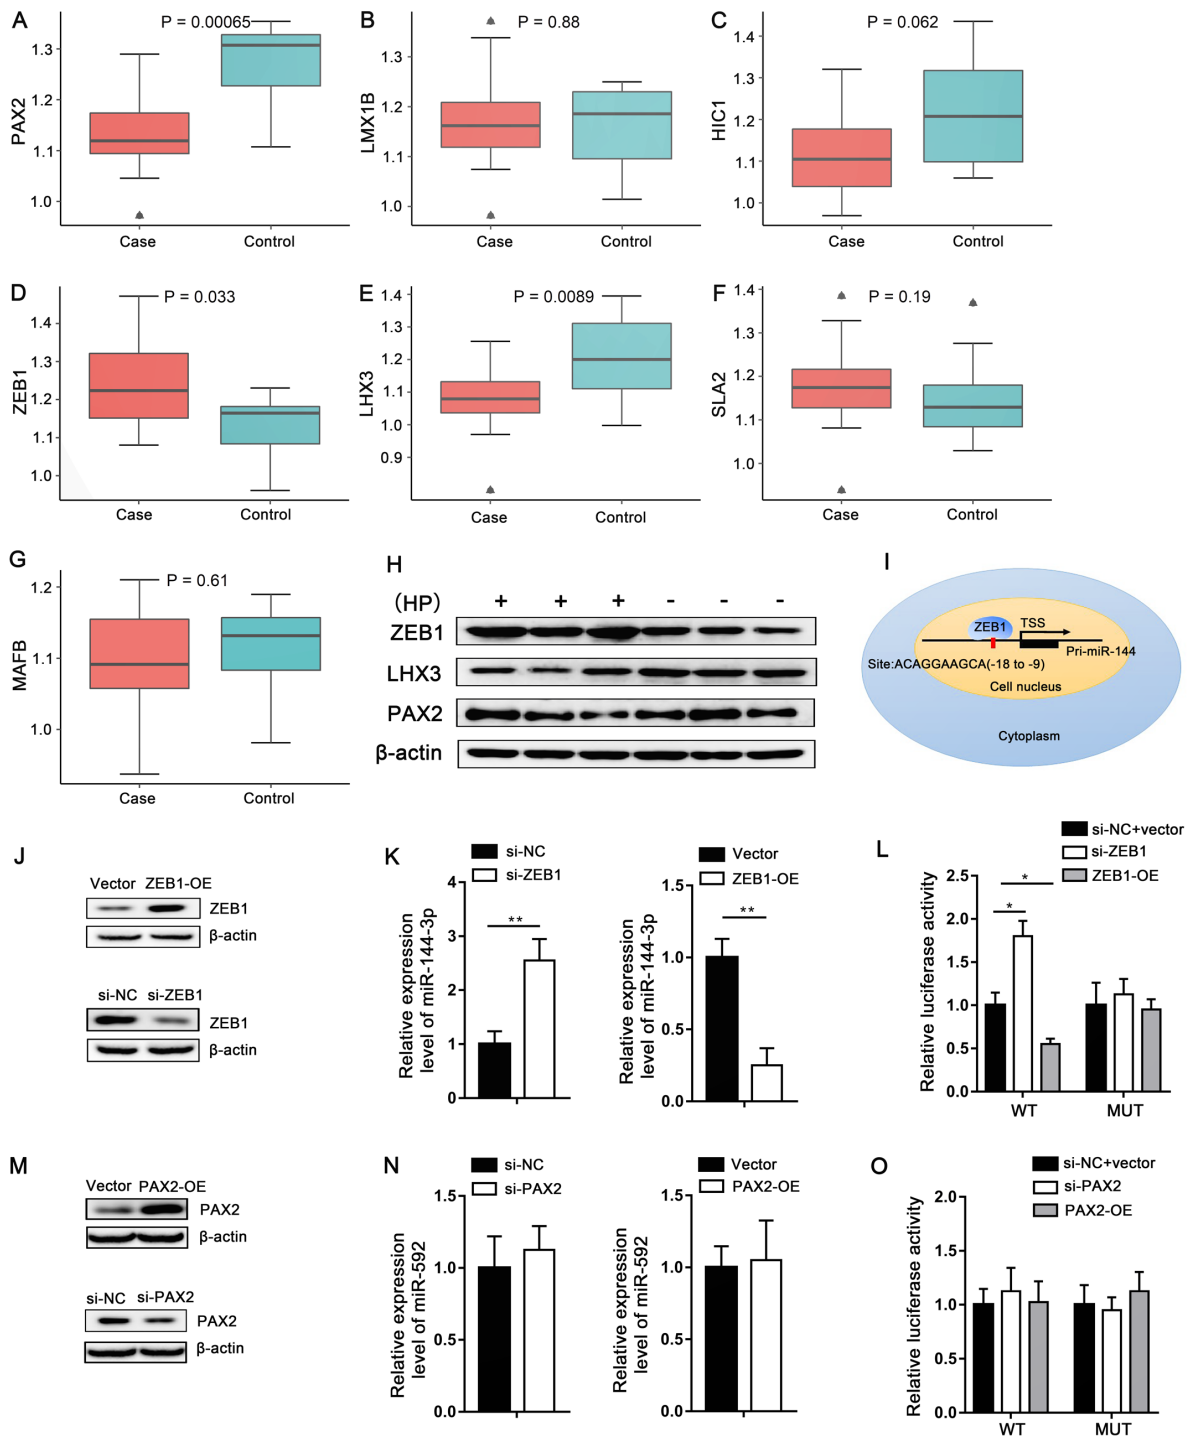 A
P = 0.00065
PAX2
1.3
1.2
1.1
1.0
Case
Control
B
P = 0.88
LMX1B
1.3
1.2
1.1
1.0
Case
Control
C
P = 0.062
HIC1
1.4
1.3
1.2
1.1
1.0
Case
Control
D
P = 0.033
ZEB1
1.4
1.3
1.2
1.1
1.0
Case
Control
E
P = 0.0089
LHX3
1.4
1.3
1.2
1.1
1.0
0.9
Case
Control
F
P = 0.19
SLA2
1.4
1.3
1.2
1.1
1.0
Case
Control
G
P = 0.61
MAFB
1.2
1.1
1.0
Case
Control
H
(HP) + + + - - -
ZEB1
LHX3
PAX2
β-actin
I
ZEB1
TSS
Pri-miR-144
Site:ACAGGAAGCA(-18 to -9)
Cell nucleus
Cytoplasm
J
Vector ZEB1-OE
ZEB1
β-actin
si-NC si-ZEB1
ZEB1
β-actin
K
si-NC
si-ZEB1
Relative expression
level of miR-144-3p
4
3
2
1
0
**
Vector
ZEB1-OE
Relative expression
level of miR-144-3p
1.5
1.0
0.5
0.0
**
L
si-NC+vector
si-ZEB1
ZEB1-OE
Relative luciferase activity
2.5
2.0
1.5
1.0
0.5
0.0
*
*
WT
MUT
M
Vector PAX2-OE
PAX2
β-actin
si-NC si-PAX2
PAX2
β-actin
N
si-NC
si-PAX2
Relative expression
level of miR-592
1.5
1.0
0.5
0.0
Vector
PAX2-OE
Relative expression
level of miR-592
1.5
1.0
0.5
0.0
O
si-NC+vector
si-PAX2
PAX2-OE
Relative luciferase activity
2.0
1.5
1.0
0.5
0.0
WT
MUT